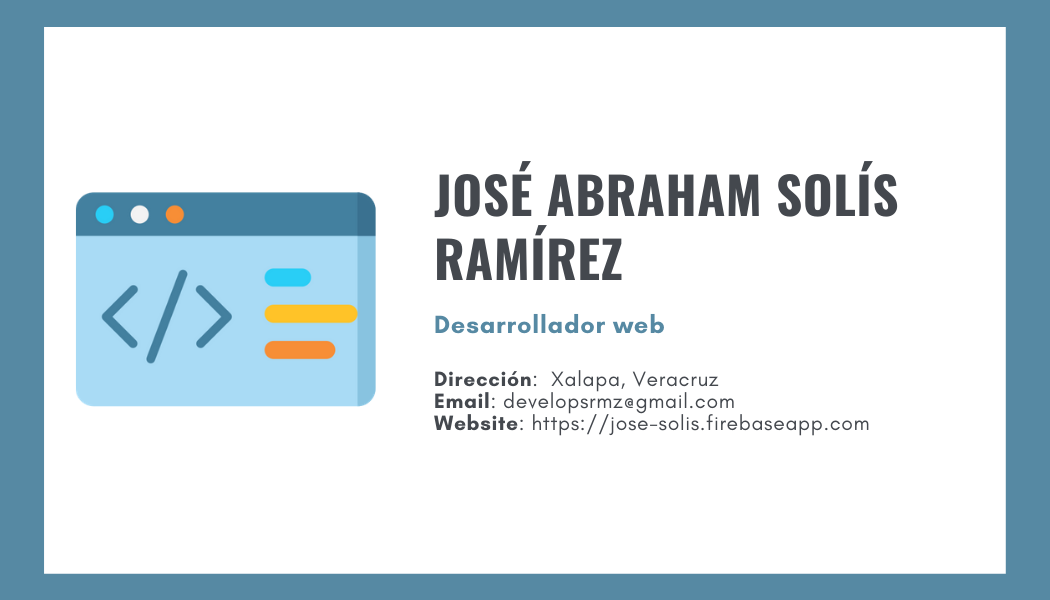 JOSÉ ABRAHAM SOLÍS
RAMÍREZ
Desarrollador web
Dirección:  Xalapa, Veracruz
Email: developsrmz@gmail.com
Website: https://jose-solis.firebaseapp.com